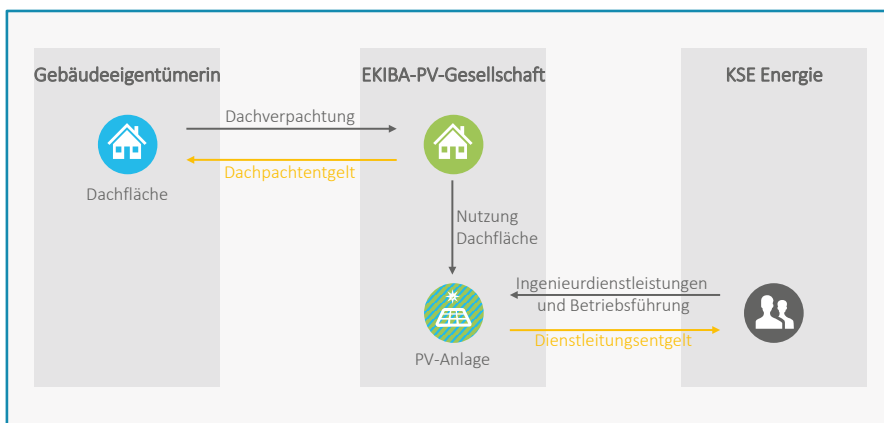 Gebäudeeigentümerin
EKIBA-PV-Gesellschaft
KSE Energie
Dachverpachtung
Dachpachtentgelt
Dachfläche
Nutzung
Dachfläche
Ingenieurdienstleistungen
und Betriebsführung
Dienstleitungsentgelt
PV-Anlage